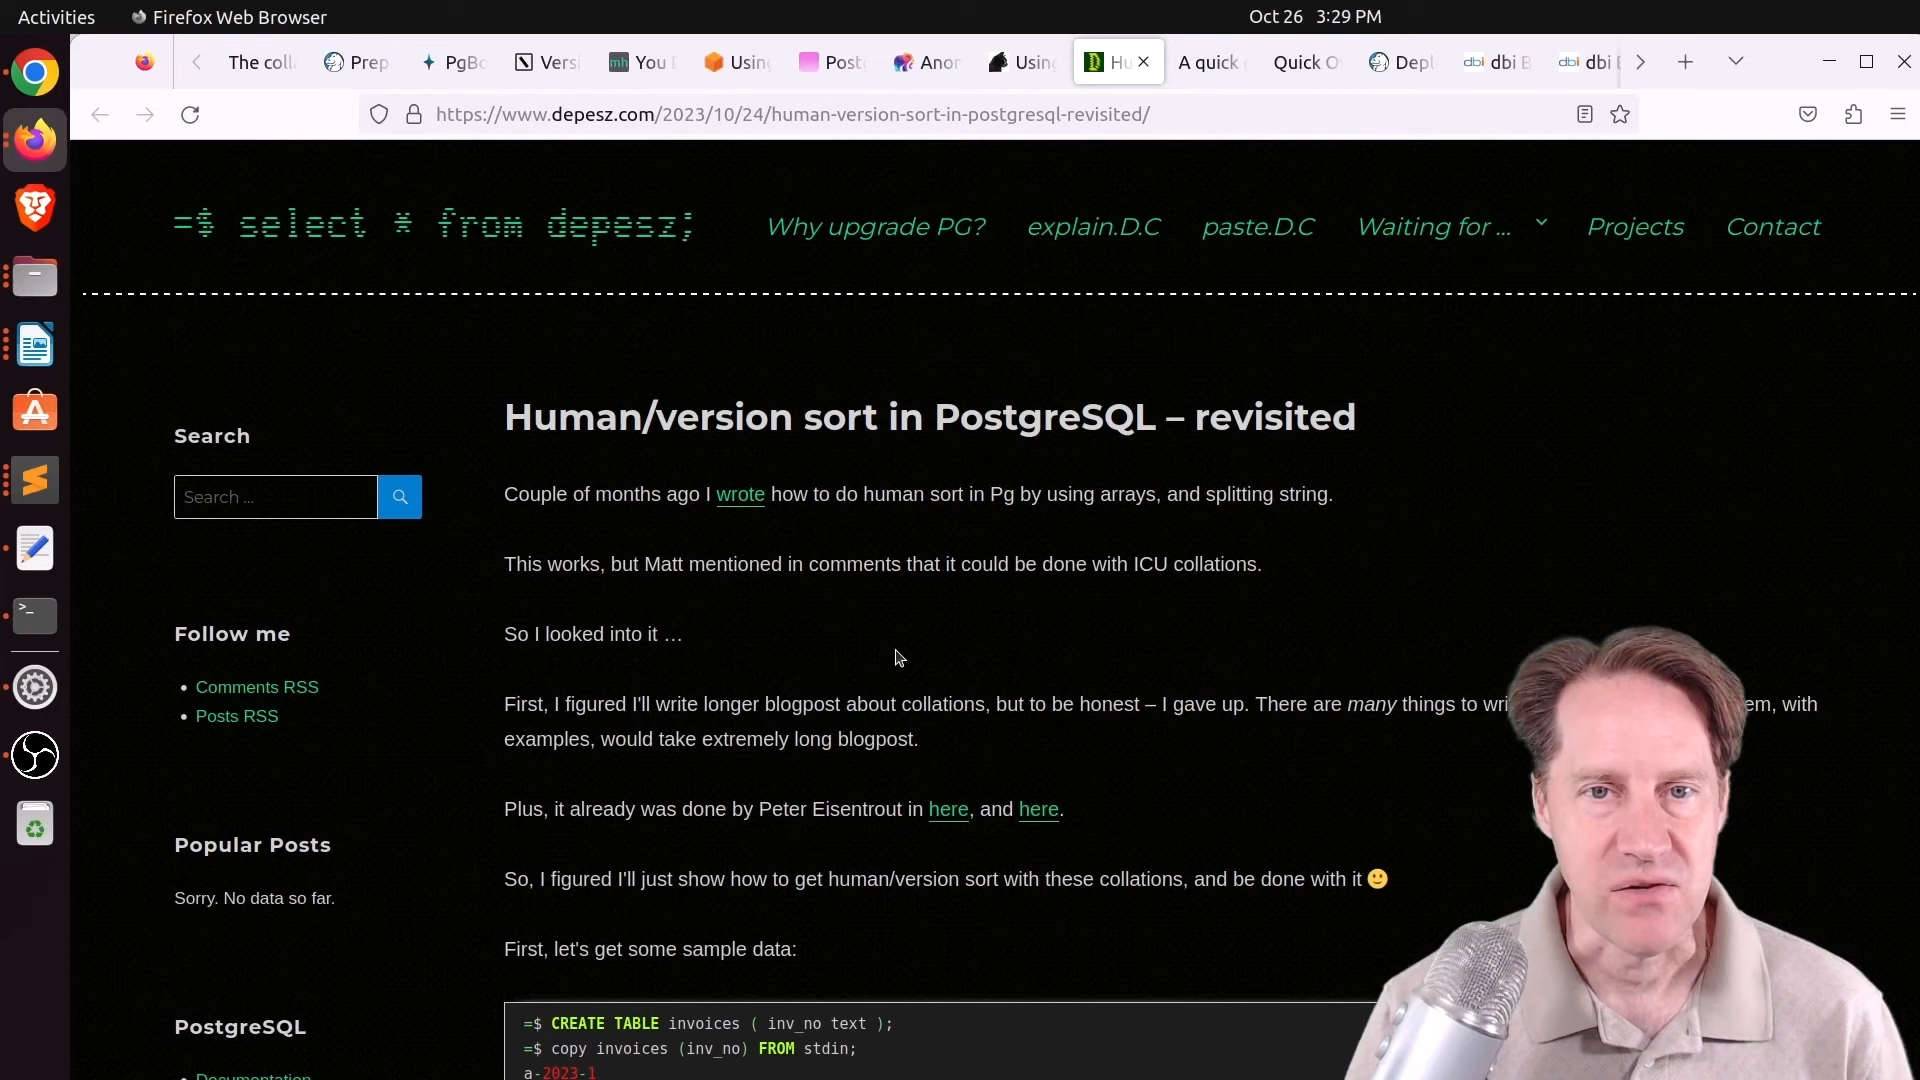 Activities
Firefox Web Browser
Oct 26 3:29 PM
The coll
Prep
PgBo
Versi
mh
You D
Using
Postg
Anon
Using
Hu
A quick
Quick O
Depl
dbi
dbi B
dbi
dbi
https://www.depesz.com/2023/10/24/human-version-sort-in-postgresql-revisited/
=$ select * from depesz;
Why upgrade PG?
explain.D.C
paste.D.C
Waiting for ...
Projects
Contact
Human/version sort in PostgreSQL – revisited
Search
Search ...
Couple of months ago I wrote how to do human sort in Pg by using arrays, and splitting string.
This works, but Matt mentioned in comments that it could be done with ICU collations.
So I looked into it …
Follow me
Comments RSS
Posts RSS
First, I figured I'll write longer blogpost about collations, but to be honest – I gave up. There are many things to wri em, with
examples, would take extremely long blogpost.
Plus, it already was done by Peter Eisentrout in here, and here.
Popular Posts
Sorry. No data so far.
So, I figured I'll just show how to get human/version sort with these collations, and be done with it 🙂
First, let's get some sample data:
PostgreSQL
Documentation
=$ CREATE TABLE invoices ( inv_no text );
=$ copy invoices (inv_no) FROM stdin;
a-2023-1